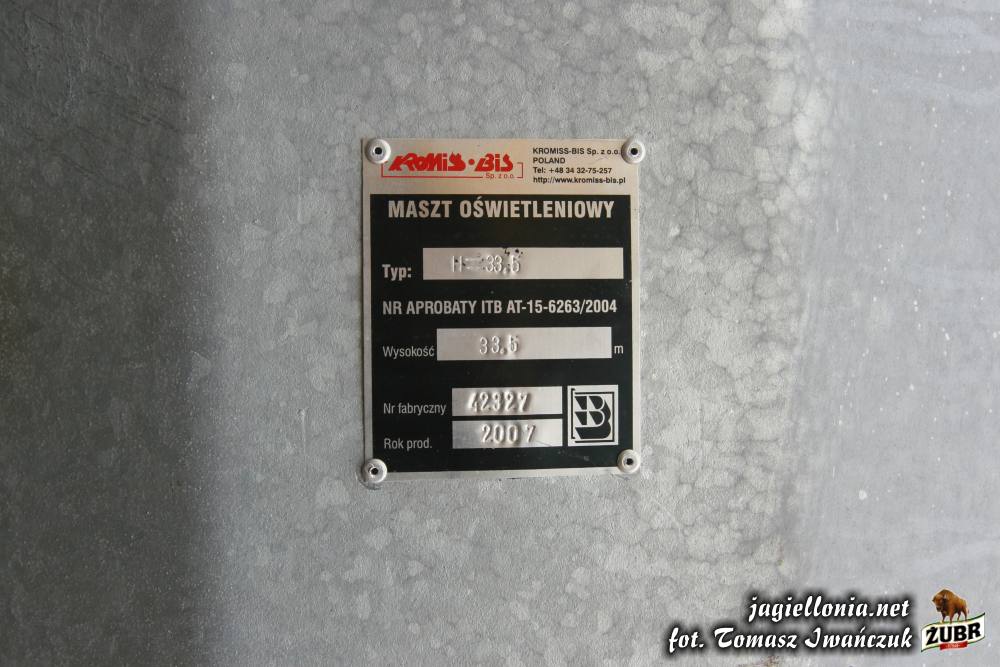 KROMISS-BIS
Sp. z o.o.
KROMISS-BIS Sp. z o.o.
POLAND
Tel: +48 34 32-75-257
http://www.kromiss-bis.pl
MASZT OŚWIETLENIOWY
Typ: H=33,5
NR APROBATY ITB AT-15-6263/2004
Wysokość 33,5 m
Nr fabryczny 42327
Rok prod. 2007
B
jagiellonia.net
fot. Tomasz Iwańczuk
ŻUBR